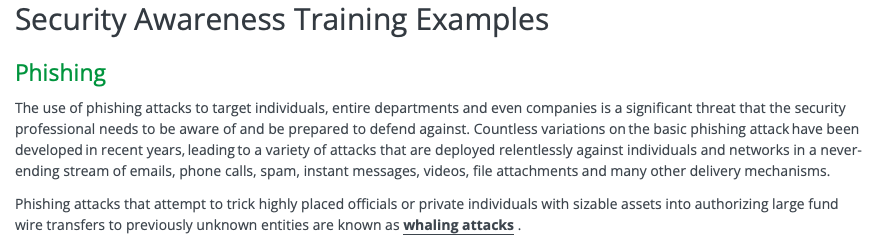 Security Awareness Training Examples
Phishing
The use of phishing attacks to target individuals, entire departments and even companies is a significant threat that the security
professional needs to be aware of and be prepared to defend against. Countless variations on the basic phishing attack have been
developed in recent years, leading to a variety of attacks that are deployed relentlessly against individuals and networks in a never-
ending stream of emails, phone calls, spam, instant messages, videos, file attachments and many other delivery mechanisms.
Phishing attacks that attempt to trick highly placed officials or private individuals with sizable assets into authorizing large fund
wire transfers to previously unknown entities are known as whaling attacks .